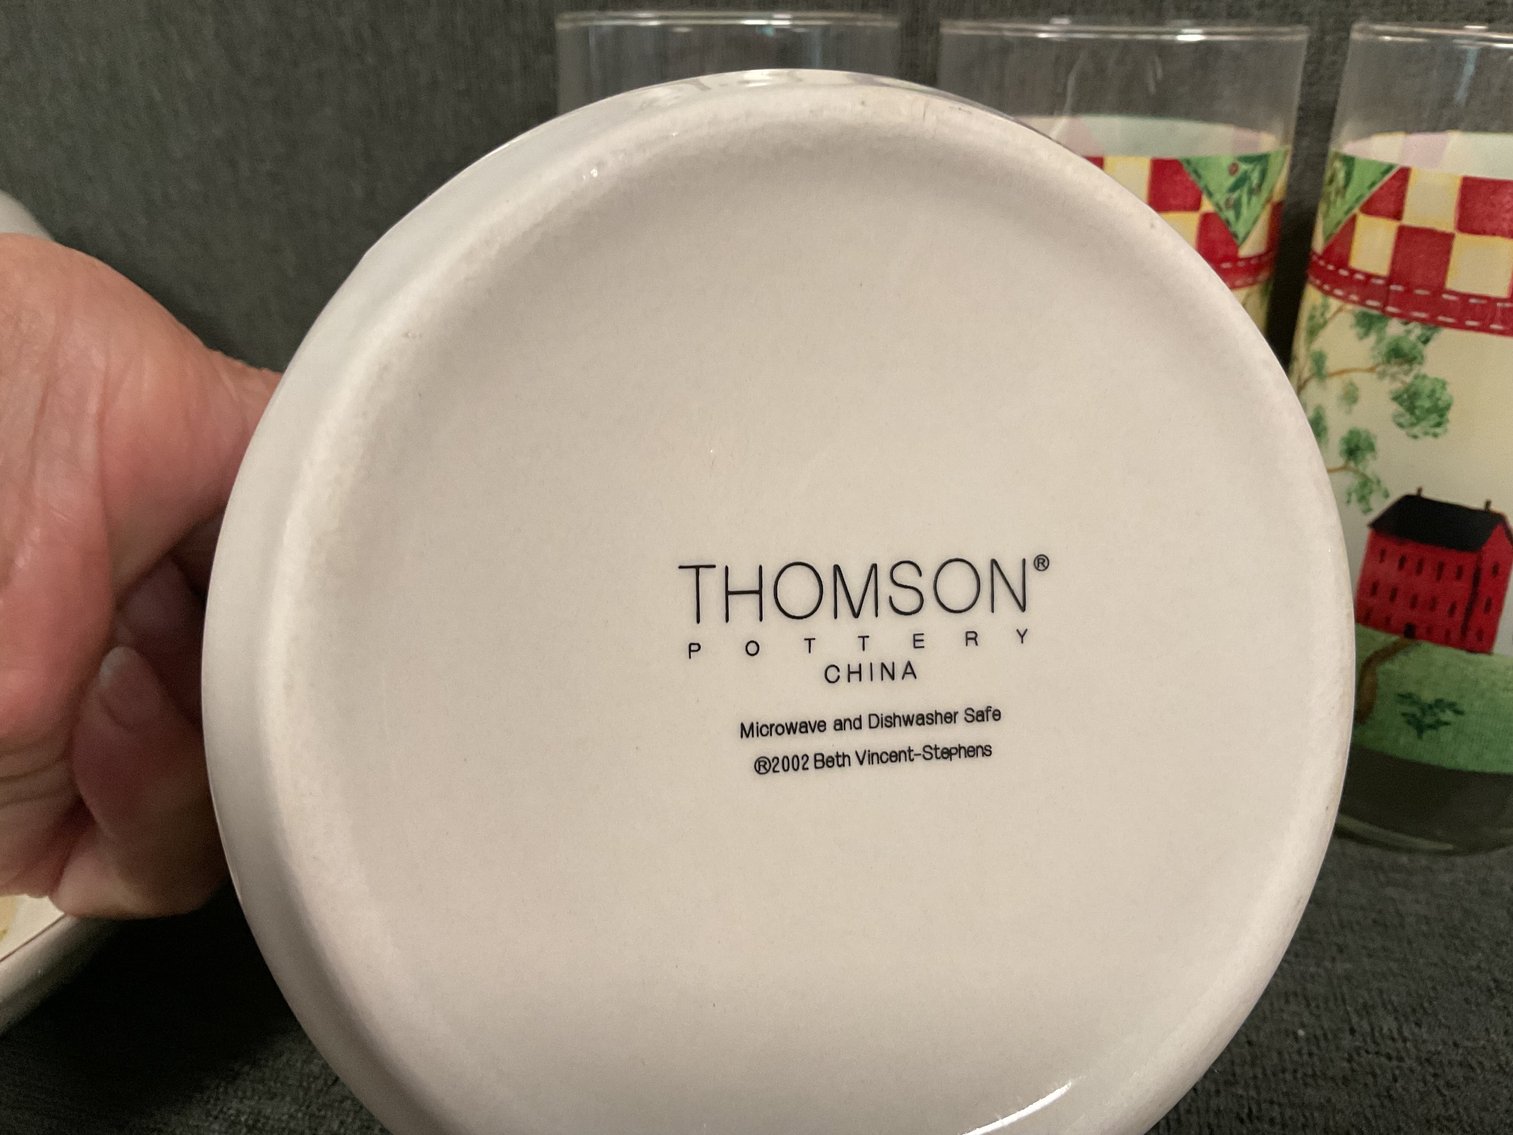 THOMSON®
POTTERY
CHINA
Microwave and Dishwasher Safe
®2002 Beth Vincent-Stephens